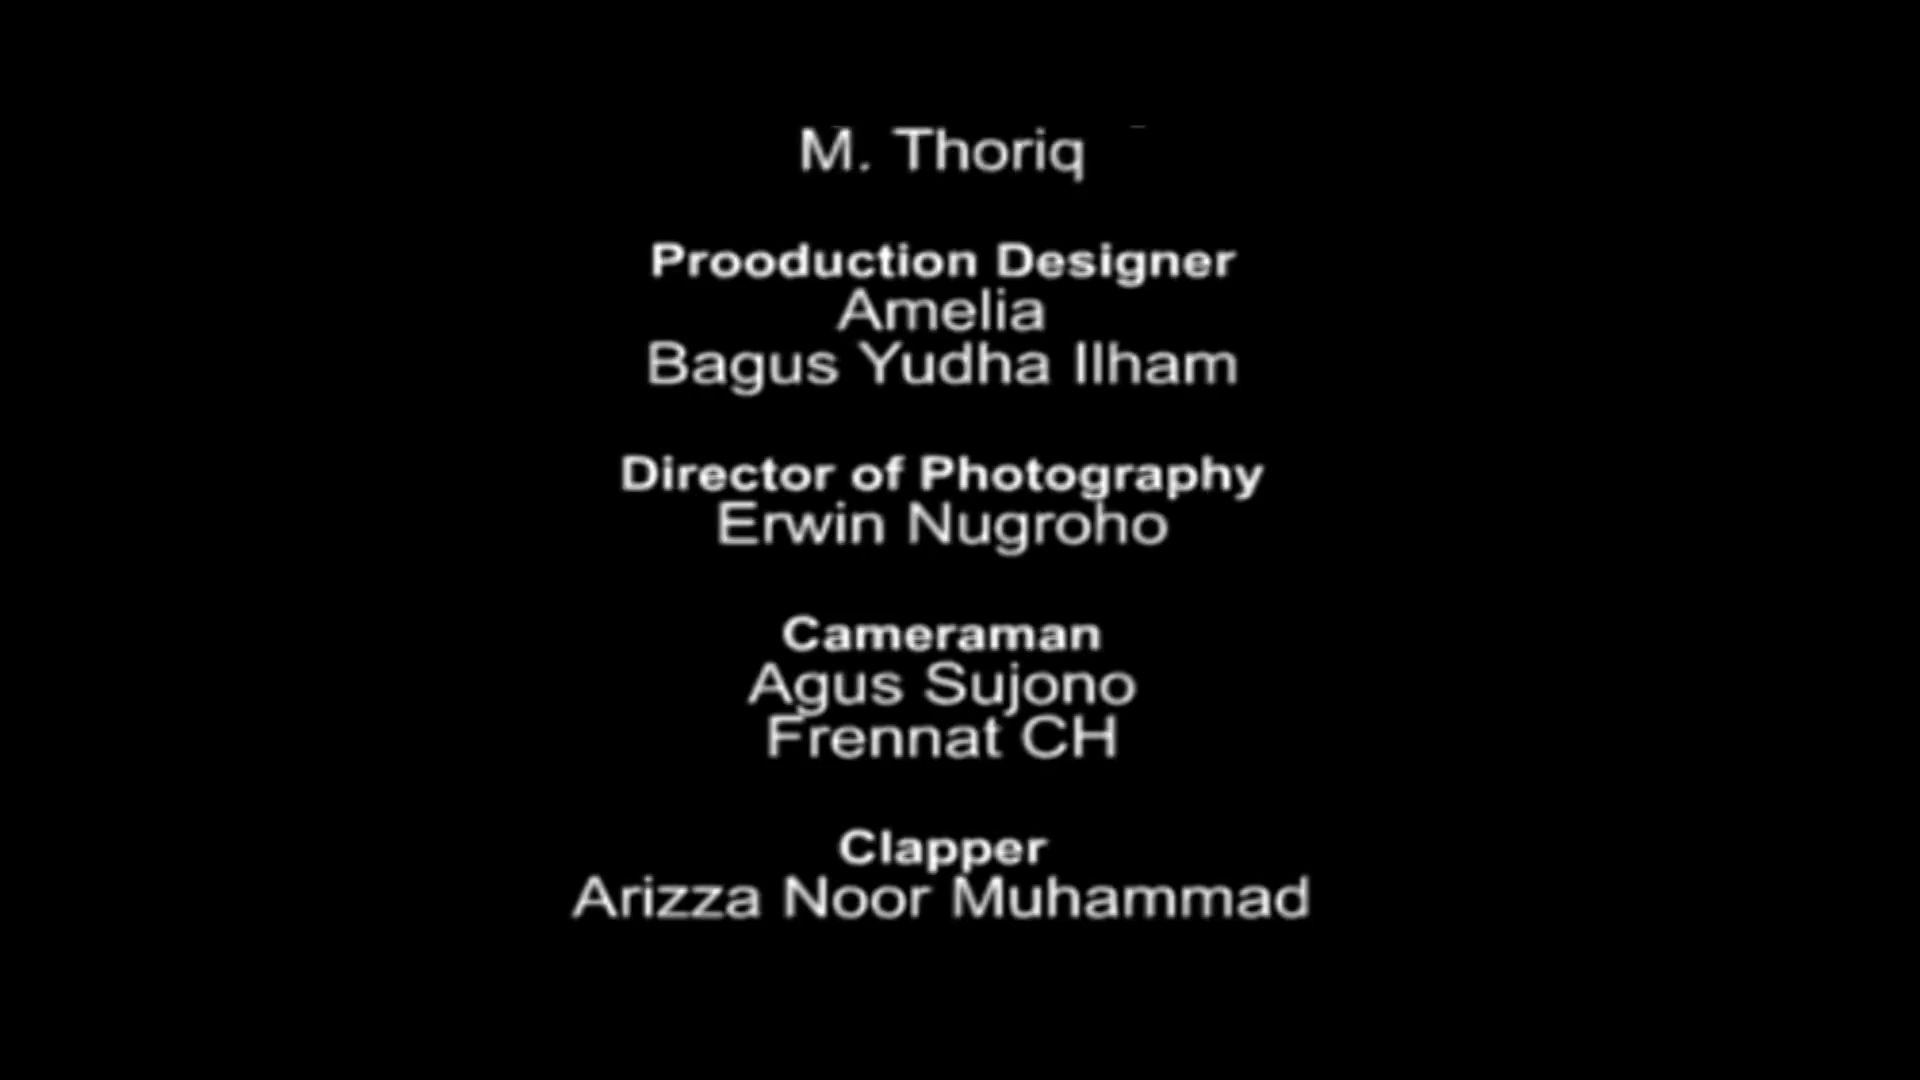 M. Thoriq
Prooduction Designer
Amelia
Bagus Yudha Ilham
Director of Photography
Erwin Nugroho
Cameraman
Agus Sujono
Frennat CH
Clapper
Arizza Noor Muhammad